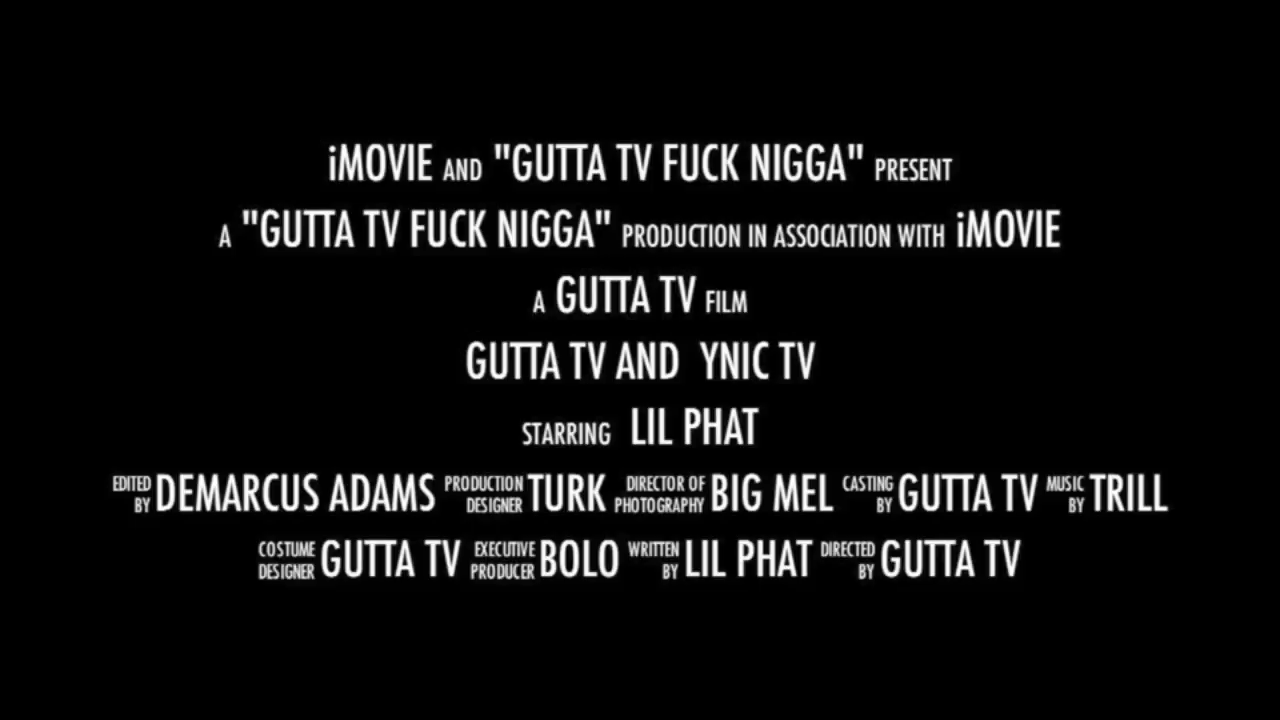 iMOVIE AND "GUTTA TV FUCK NIGGA" PRESENT
A "GUTTA TV FUCK NIGGA" PRODUCTION IN ASSOCIATION WITH iMOVIE
A GUTTA TV FILM
GUTTA TV AND YNIC TV
STARRING LIL PHAT
EDITED BY DEMARCUS ADAMS PRODUCTION DESIGNER TURK DIRECTOR OF PHOTOGRAPHY BIG MEL CASTING BY GUTTA TV MUSIC BY TRILL
COSTUME DESIGNER GUTTA TV EXECUTIVE PRODUCER BOLO WRITTEN BY LIL PHAT DIRECTED BY GUTTA TV